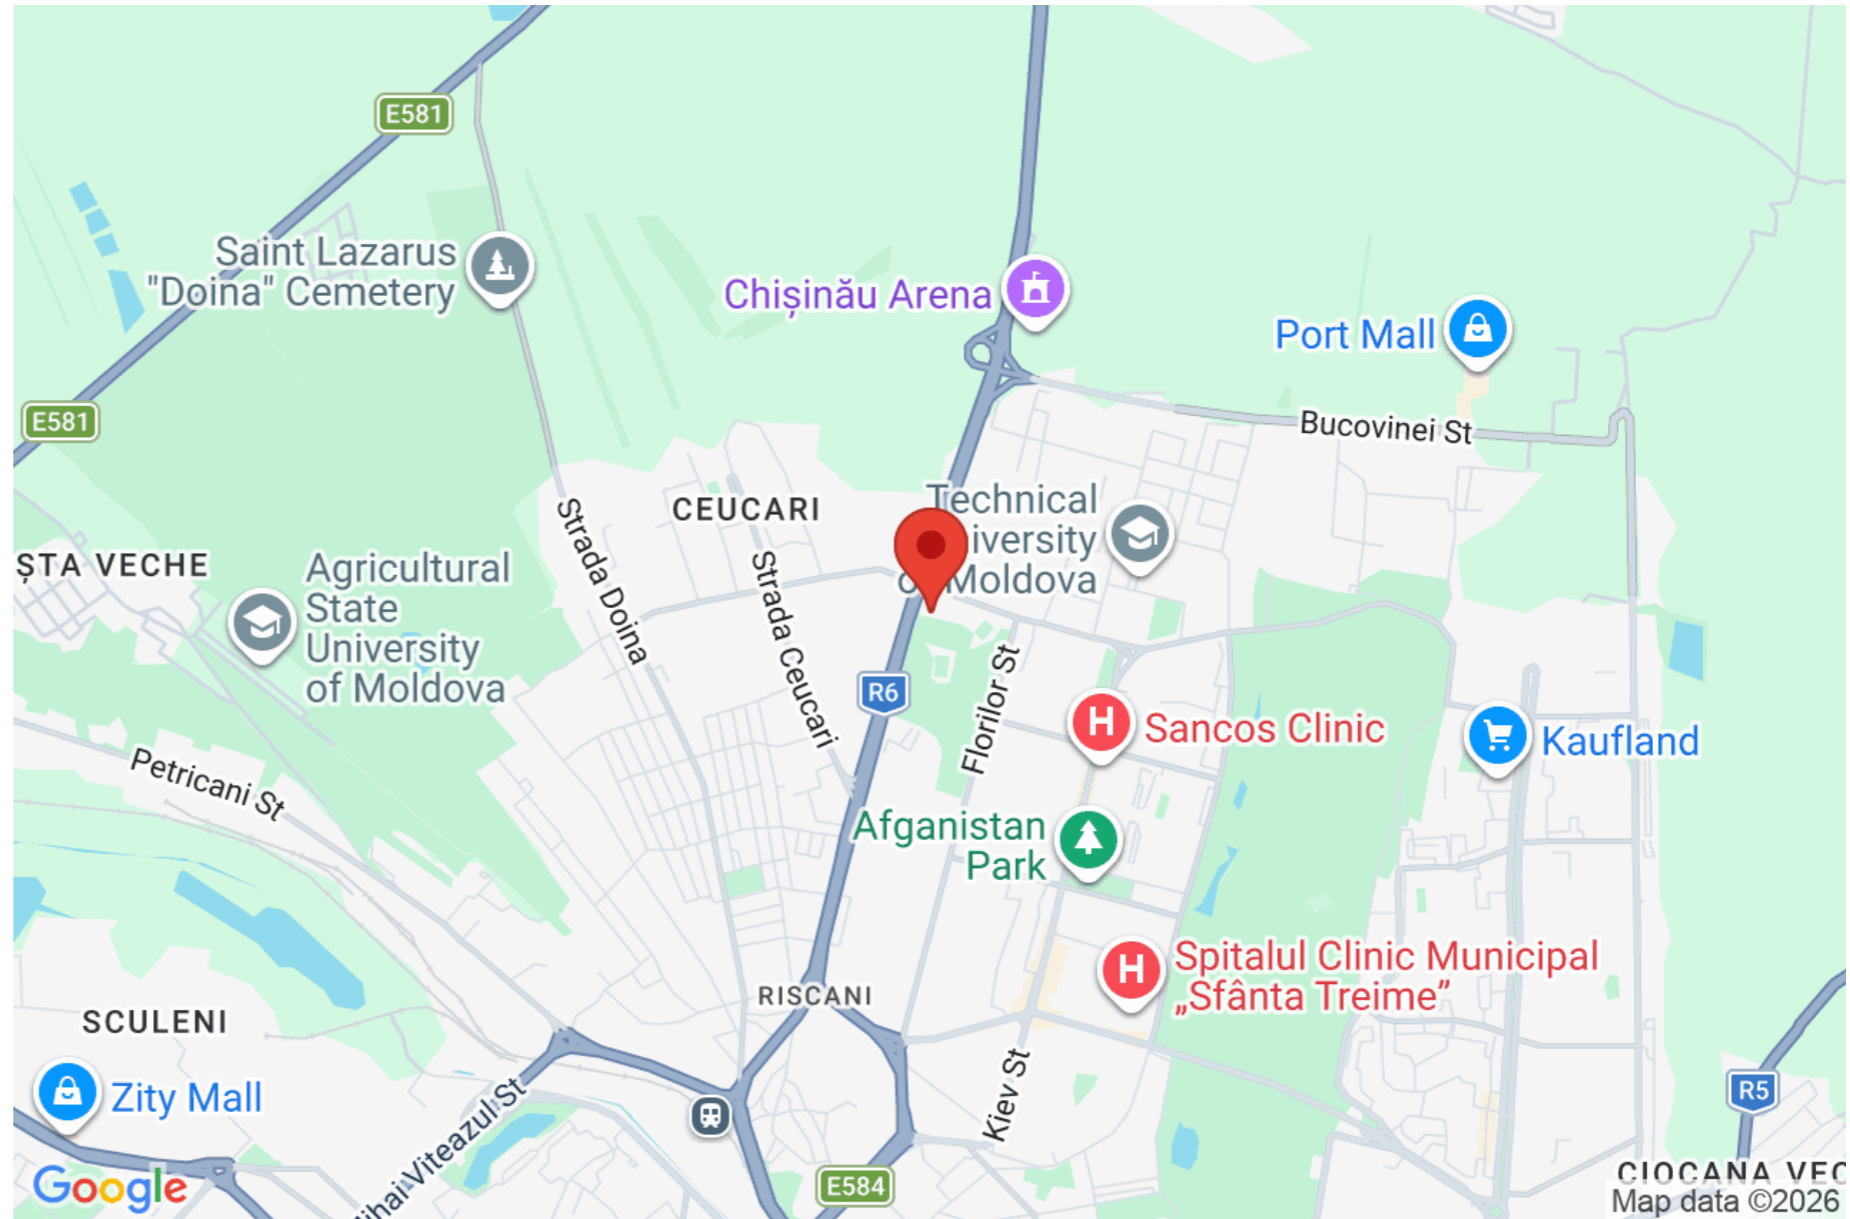 E581
Saint Lazarus
"Doina" Cemetery
Chișinău Arena
Port Mall
E581
Bucovinei St
CEUCARI
Technical
iversity
Moldova
Strada Doina
Strada Ceucari
ȘTA VECHE
Agricultural
State
University
of Moldova
R6
Florilor St
Sancos Clinic
Kaufland
Petricani St
Afganistan
Park
Spitalul Clinic Municipal
„Sfânta Treime”
RISCANI
SCULENI
Kiev St
Zity Mall
R5
ihai Viteazul St
E584
CIOCANA VEC
Google
Map data ©2026